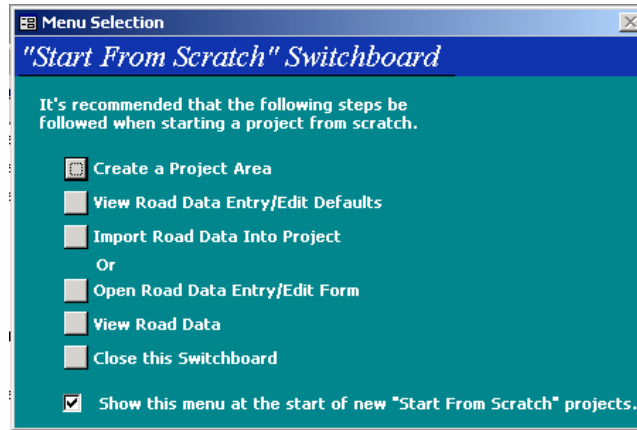 Menu Selection
"Start From Scratch" Switchboard
It's recommended that the following steps be
followed when starting a project from scratch.
Create a Project Area
View Road Data Entry/Edit Defaults
Import Road Data Into Project
Or
Open Road Data Entry/Edit Form
View Road Data
Close this Switchboard
Show this menu at the start of new "Start From Scratch" projects.